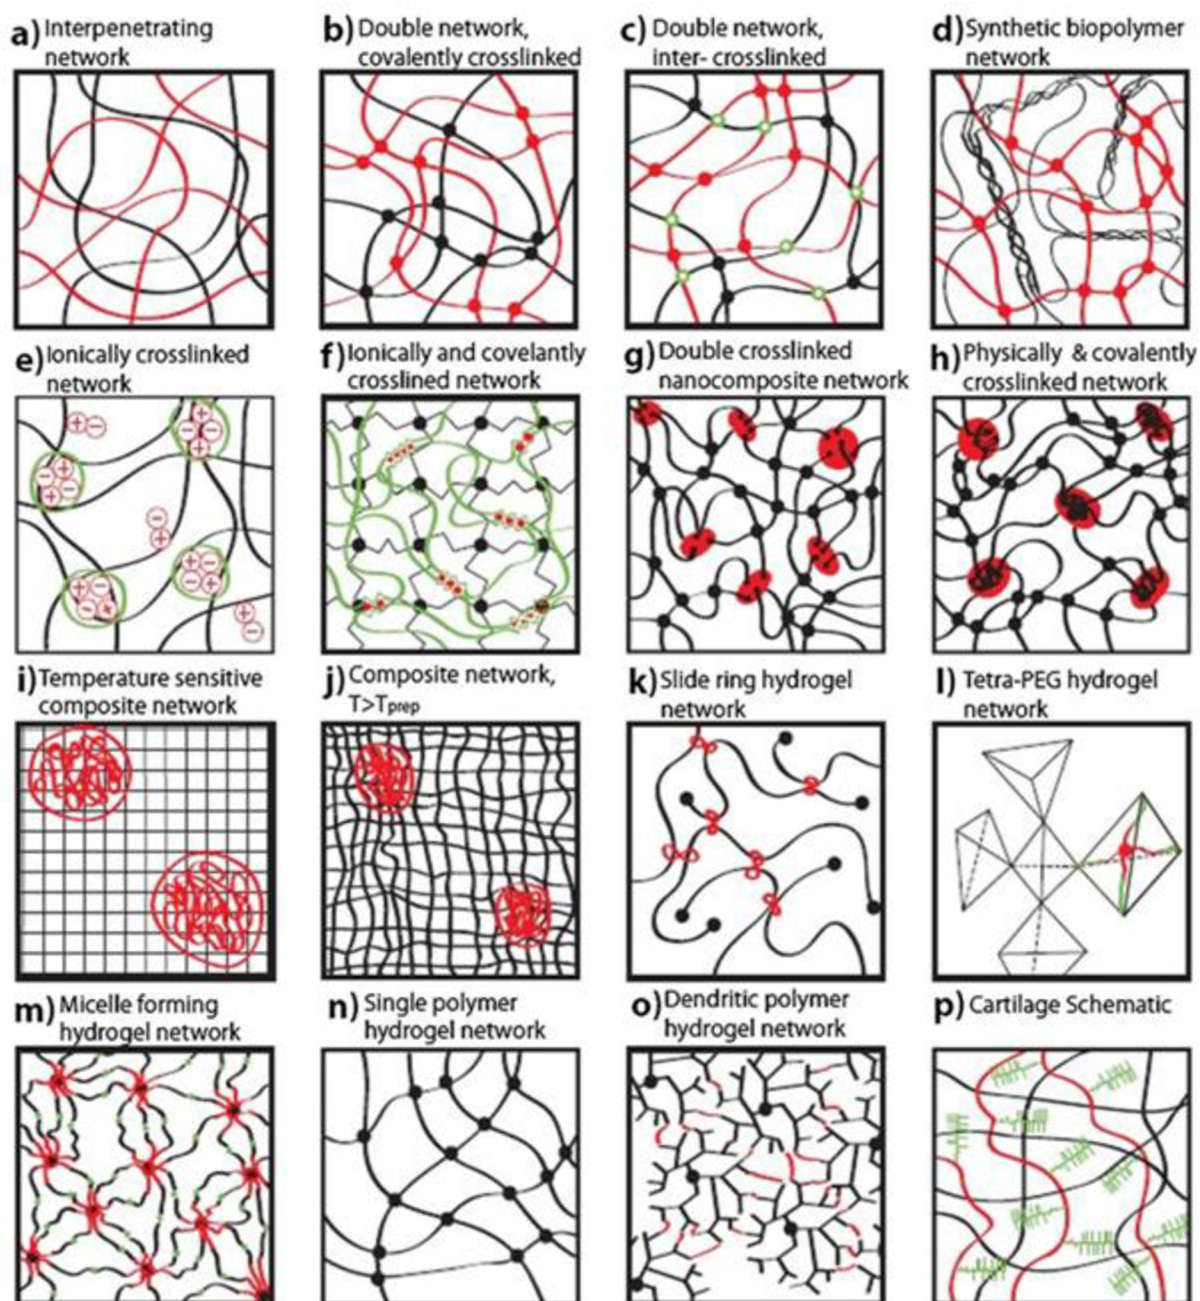 a) Interpenetrating
network
b) Double network,
covalently crosslinked
c) Double network,
inter- crosslinked
d) Synthetic biopolymer
network
e) Ionically crosslinked
network
f) Ionically and covelantly
crosslined network
g) Double crosslinked
nanocomposite network
h) Physically & covalently
crosslinked network
i) Temperature sensitive
composite network
j) Composite network,
T>Tprep
k) Slide ring hydrogel
network
l) Tetra-PEG hydrogel
network
m) Micelle forming
hydrogel network
n) Single polymer
hydrogel network
o) Dendritic polymer
hydrogel network
p) Cartilage Schematic